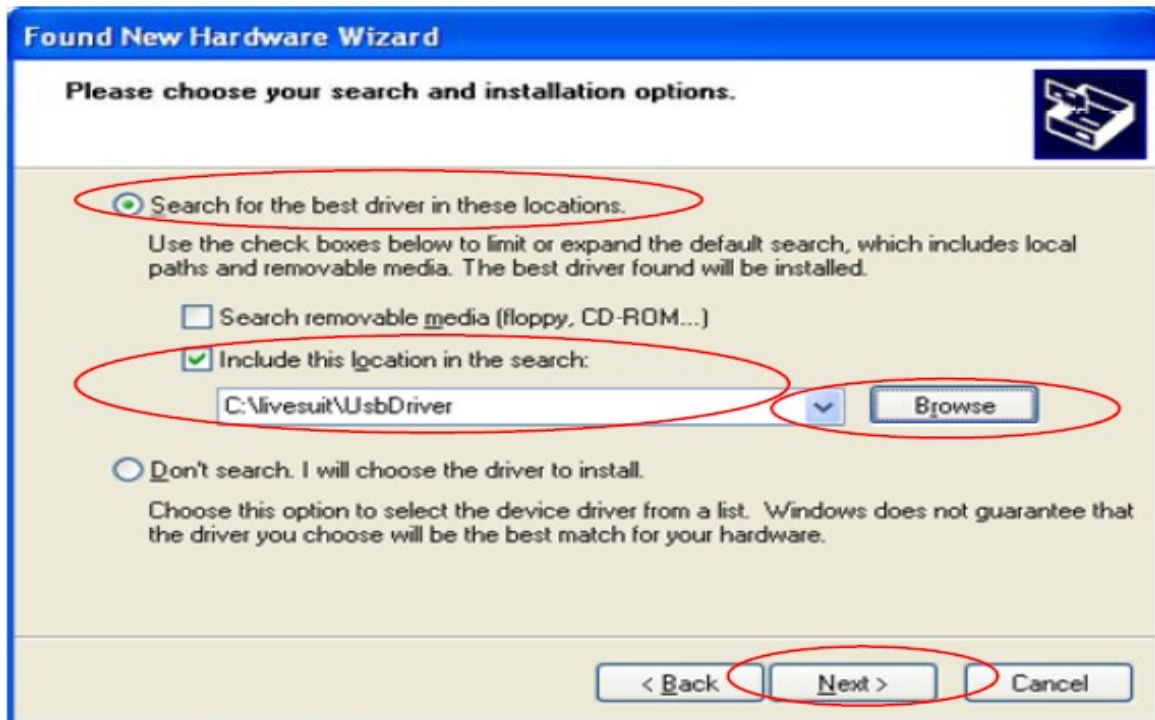 Found New Hardware Wizard
Please choose your search and installation options.
Search for the best driver in these locations.
Use the check boxes below to limit or expand the default search, which includes local
paths and removable media. The best driver found will be installed.
Search removable media (floppy, CD-ROM...)
Include this location in the search:
C:\livesuit\UsbDriver
Browse
Don't search. I will choose the driver to install.
Choose this option to select the device driver from a list. Windows does not guarantee that
the driver you choose will be the best match for your hardware.
< Back Next > Cancel